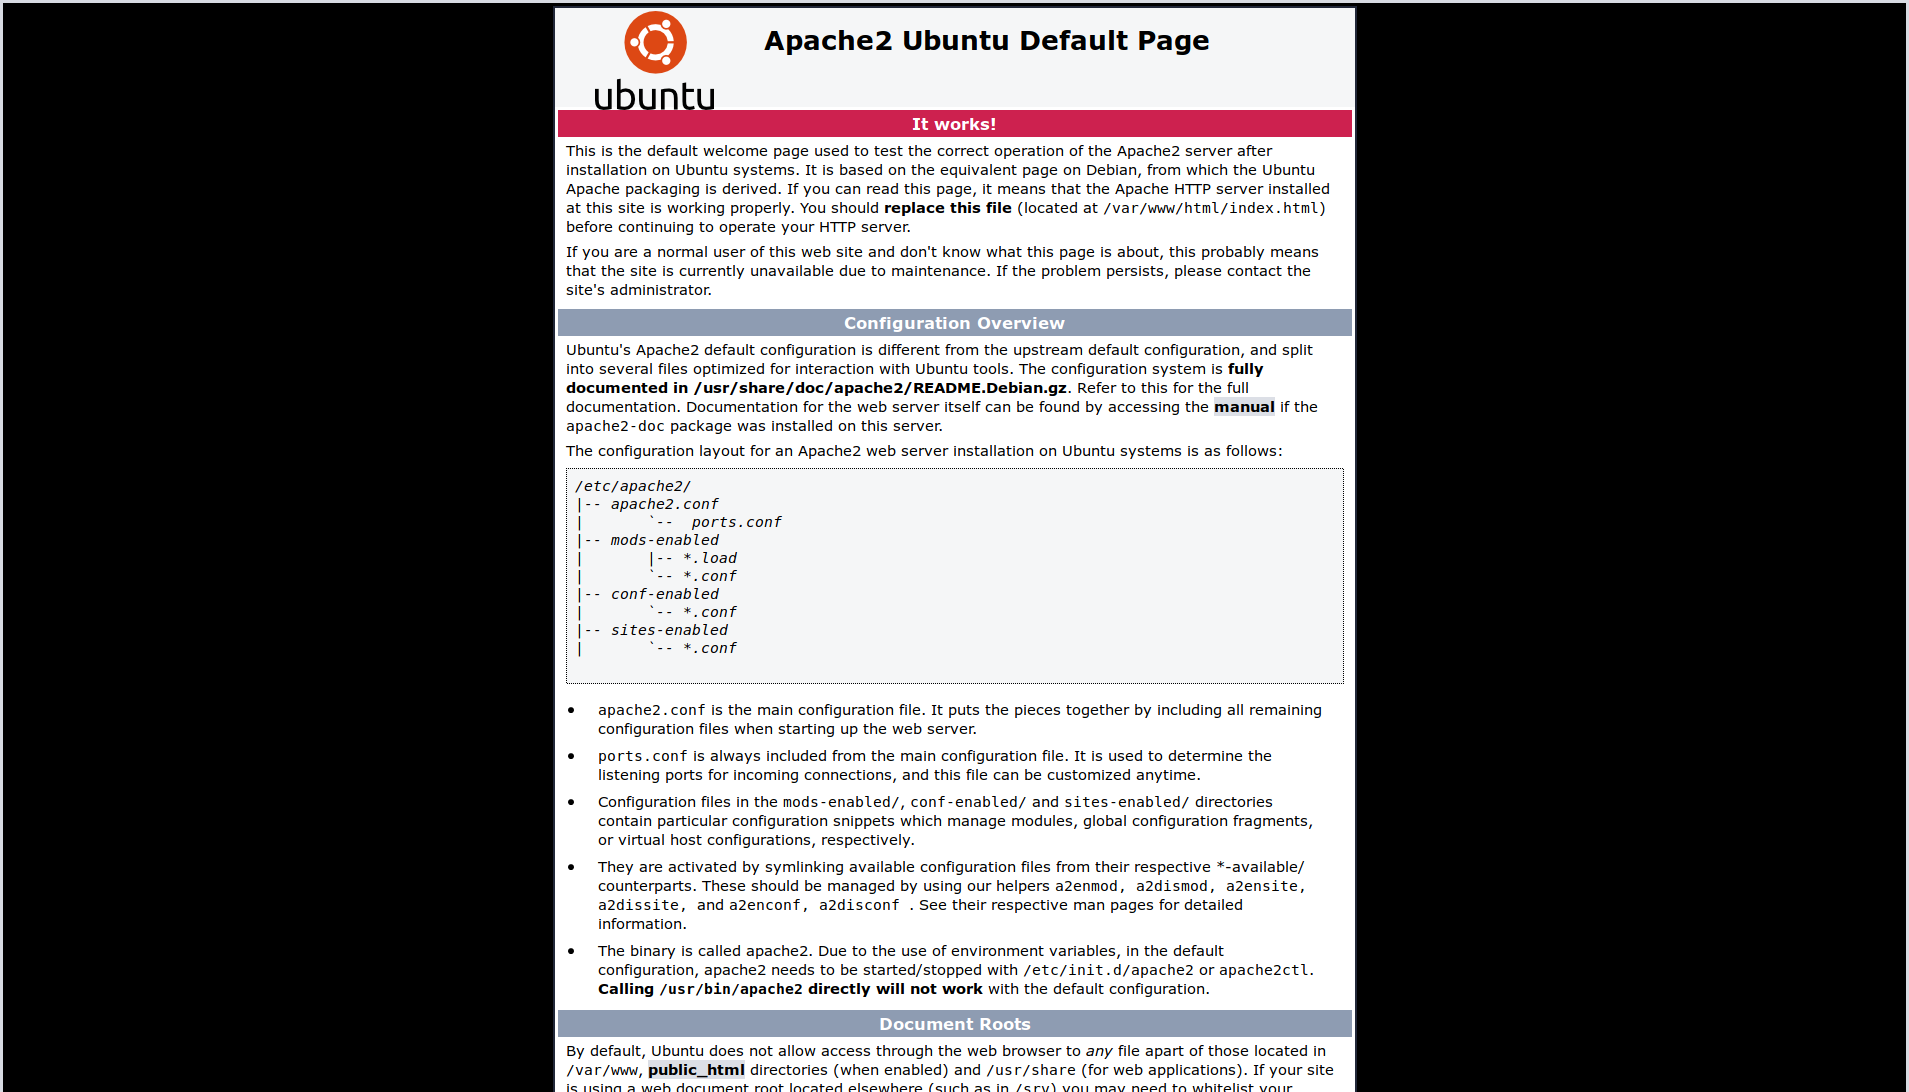 ubuntu
Apache2 Ubuntu Default Page
It works!
This is the default welcome page used to test the correct operation of the Apache2 server after
installation on Ubuntu systems. It is based on the equivalent page on Debian, from which the Ubuntu
Apache packaging is derived. If you can read this page, it means that the Apache HTTP server installed
at this site is working properly. You should replace this file (located at /var/www/html/index.html)
before continuing to operate your HTTP server.
If you are a normal user of this web site and don't know what this page is about, this probably means
that the site is currently unavailable due to maintenance. If the problem persists, please contact the
site's administrator.
Configuration Overview
Ubuntu's Apache2 default configuration is different from the upstream default configuration, and split
into several files optimized for interaction with Ubuntu tools. The configuration system is fully
documented in /usr/share/doc/apache2/README.Debian.gz. Refer to this for the full
documentation. Documentation for the web server itself can be found by accessing the manual if the
apache2-doc package was installed on this server.
The configuration layout for an Apache2 web server installation on Ubuntu systems is as follows:
/etc/apache2/
|-- apache2.conf
|       `--  ports.conf
|-- mods-enabled
|       |-- *.load
|       `-- *.conf
|-- conf-enabled
|       `-- *.conf
|-- sites-enabled
|       `-- *.conf
• apache2.conf is the main configuration file. It puts the pieces together by including all remaining
configuration files when starting up the web server.
• ports.conf is always included from the main configuration file. It is used to determine the
listening ports for incoming connections, and this file can be customized anytime.
• Configuration files in the mods-enabled/, conf-enabled/ and sites-enabled/ directories
contain particular configuration snippets which manage modules, global configuration fragments,
or virtual host configurations, respectively.
• They are activated by symlinking available configuration files from their respective *-available/
counterparts. These should be managed by using our helpers a2enmod, a2dismod, a2ensite,
a2dissite, and a2enconf, a2disconf . See their respective man pages for detailed
information.
• The binary is called apache2. Due to the use of environment variables, in the default
configuration, apache2 needs to be started/stopped with /etc/init.d/apache2 or apache2ctl.
Calling /usr/bin/apache2 directly will not work with the default configuration.
Document Roots
By default, Ubuntu does not allow access through the web browser to any file apart of those located in
/var/www, public_html directories (when enabled) and /usr/share (for web applications). If your site
is using a web document root located elsewhere (such as in /srv) you may need to whitelist your